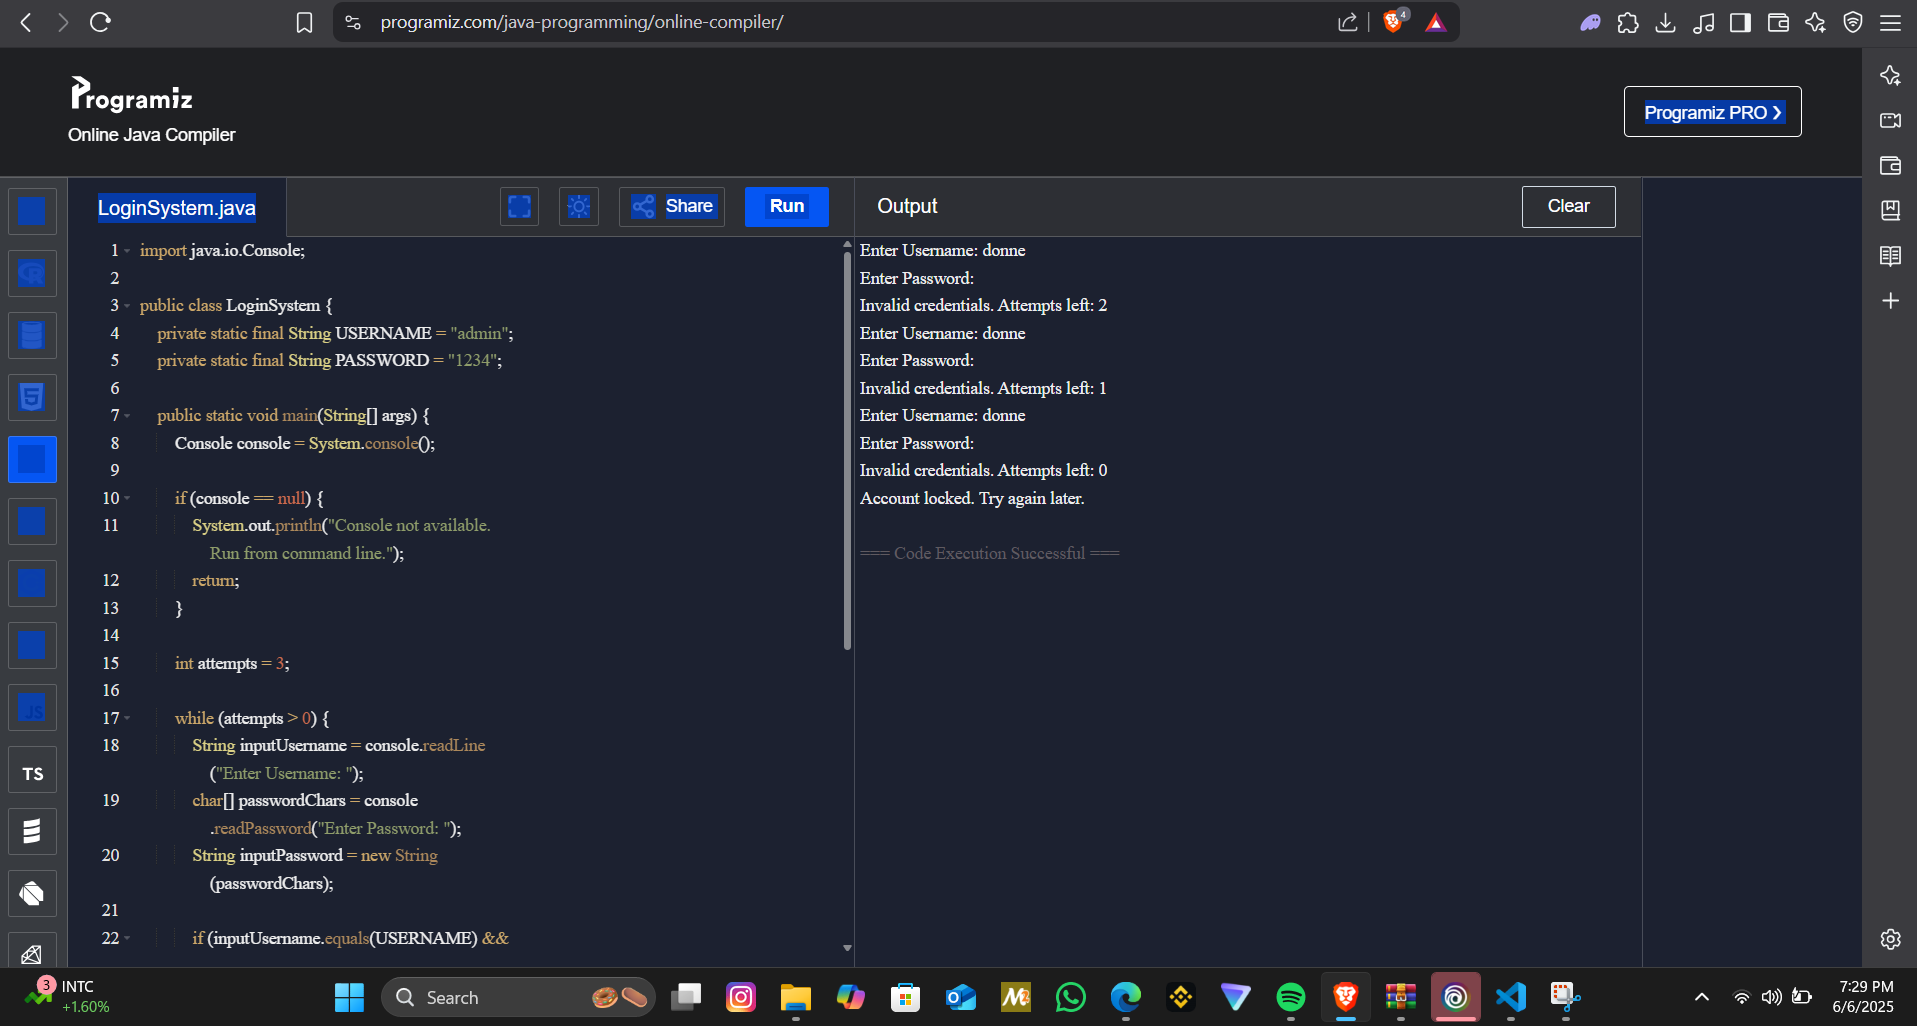 programiz.com/java-programming/online-compiler/
4
Programiz
Online Java Compiler
Programiz PRO ❯
LoginSystem.java
Share
Run
Output
Clear
1 import java.io.Console;
2
3 public class LoginSystem {
4 private static final String USERNAME = "admin";
5 private static final String PASSWORD = "1234";
6
7 public static void main(String[] args) {
8 Console console = System.console();
9
10 if (console == null) {
11 System.out.println("Console not available.
Run from command line.");
12 return;
13 }
14
15 int attempts = 3;
16
17 while (attempts > 0) {
18 String inputUsername = console.readLine
("Enter Username: ");
19 char[] passwordChars = console
.readPassword("Enter Password: ");
20 String inputPassword = new String
(passwordChars);
21
22 if (inputUsername.equals(USERNAME) &&
Enter Username: donne
Enter Password:
Invalid credentials. Attempts left: 2
Enter Username: donne
Enter Password:
Invalid credentials. Attempts left: 1
Enter Username: donne
Enter Password:
Invalid credentials. Attempts left: 0
Account locked. Try again later.
=== Code Execution Successful ===
R
5
JS
TS
3
INTC
+1.60%
Search
7:29 PM
6/6/2025